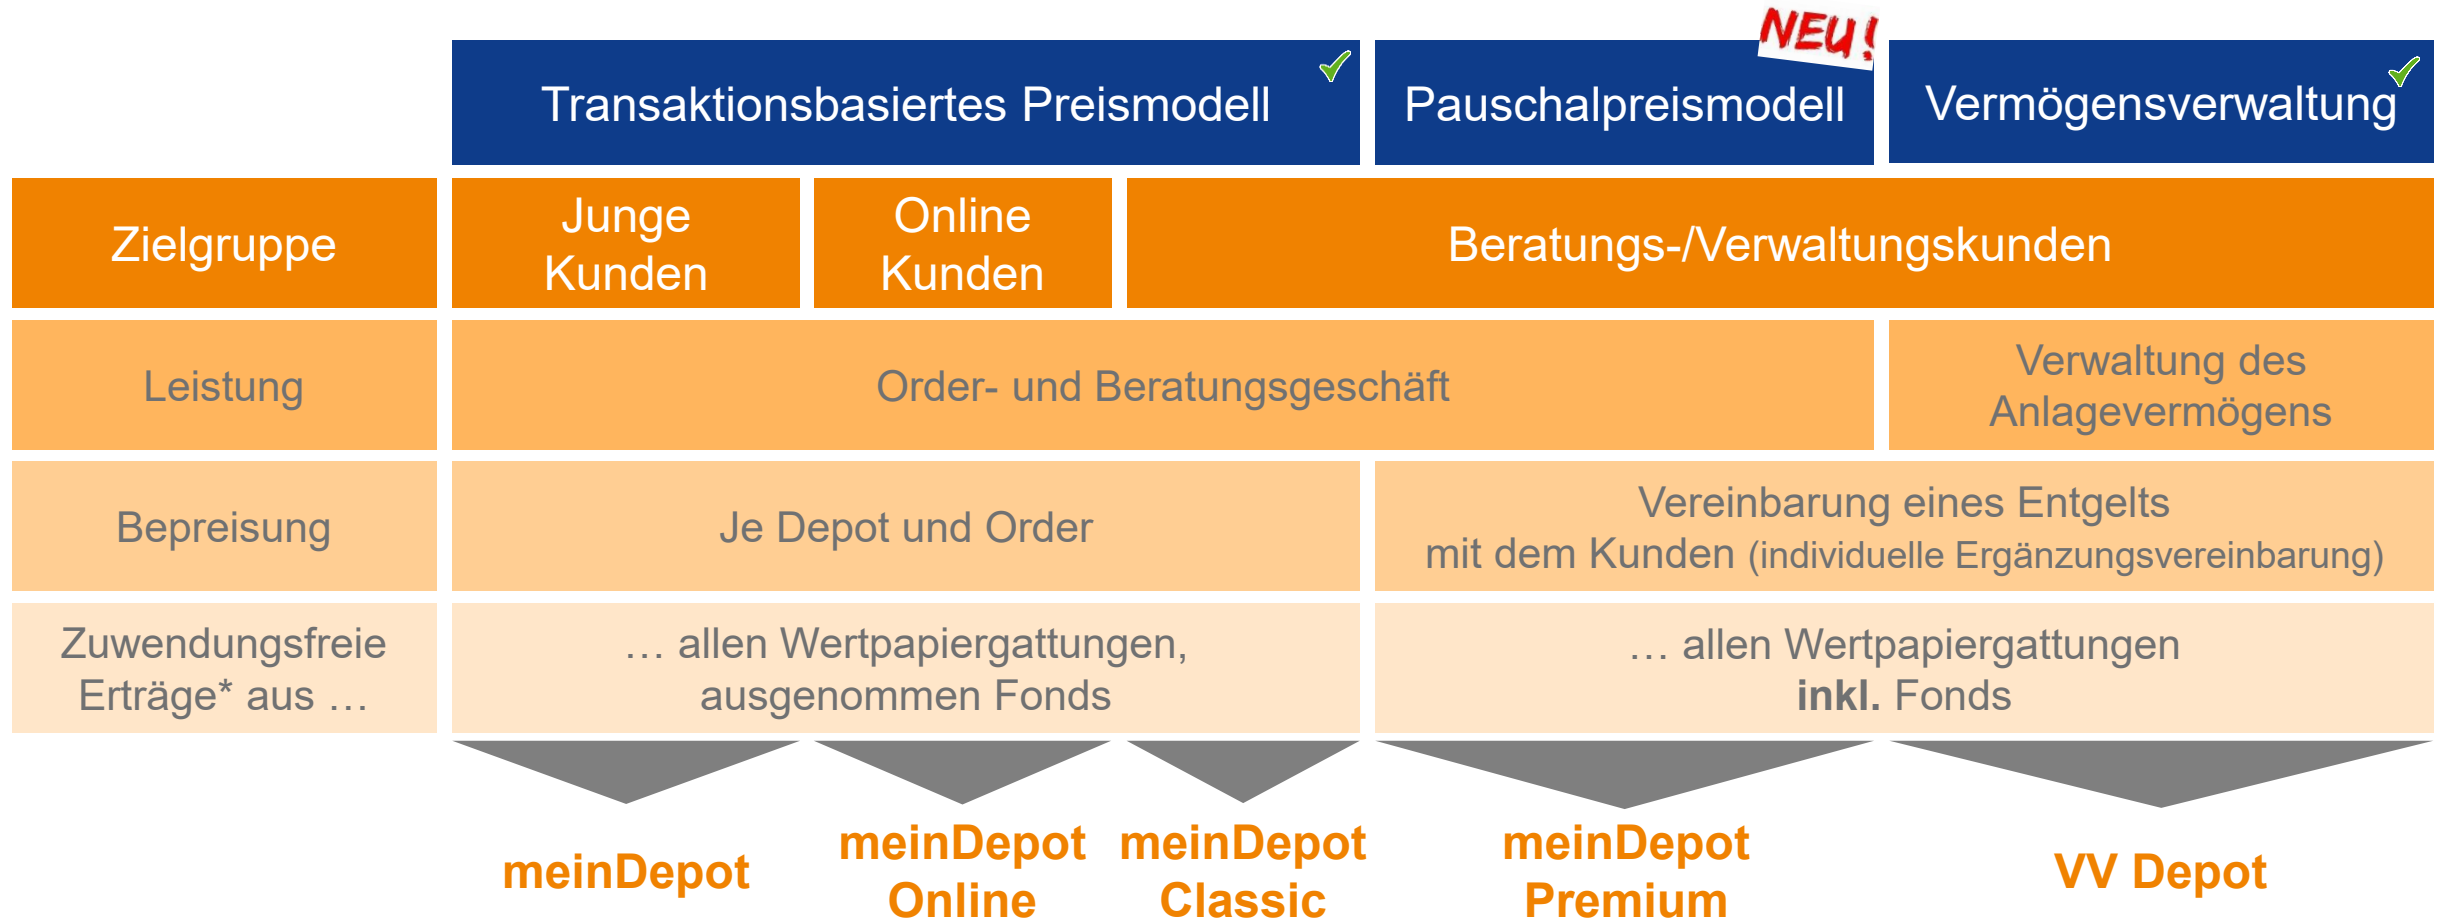 NEU!
Transaktionsbasiertes Preismodell
Pauschalpreismodell
Vermögensverwaltung
Zielgruppe
Junge
Kunden
Online
Kunden
Beratungs-/Verwaltungskunden
Leistung
Order- und Beratungsgeschäft
Verwaltung des
Anlagevermögens
Bepreisung
Je Depot und Order
Vereinbarung eines Entgelts
mit dem Kunden (individuelle Ergänzungsvereinbarung)
Zuwendungsfreie
Erträge* aus …
… allen Wertpapiergattungen,
ausgenommen Fonds
… allen Wertpapiergattungen
inkl. Fonds
meinDepot
meinDepot
Online
meinDepot
Classic
meinDepot
Premium
VV Depot